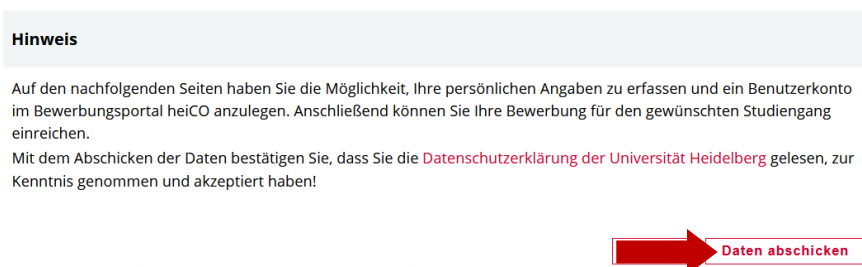 Hinweis
Auf den nachfolgenden Seiten haben Sie die Möglichkeit, Ihre persönlichen Angaben zu erfassen und ein Benutzerkonto
im Bewerbungsportal heiCO anzulegen. Anschließend können Sie Ihre Bewerbung für den gewünschten Studiengang
einreichen.
Mit dem Abschicken der Daten bestätigen Sie, dass Sie die Datenschutzerklärung der Universität Heidelberg gelesen, zur
Kenntnis genommen und akzeptiert haben!
Daten abschicken